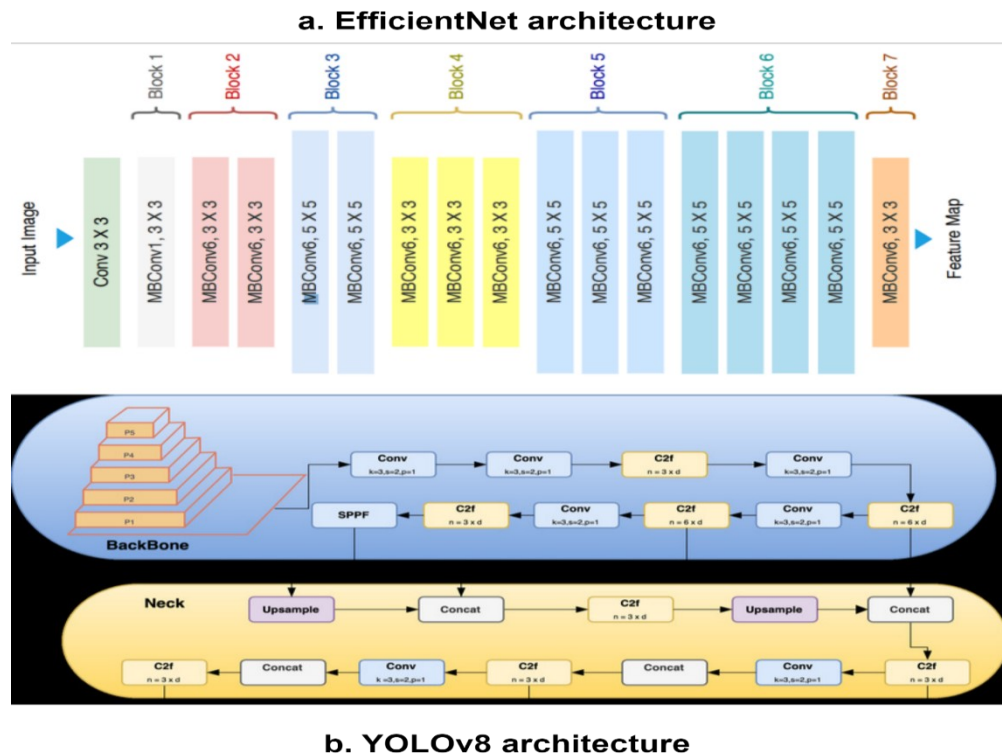 a. EfficientNet architecture
Block 1
Block 2
Block 3
Block 4
Block 5
Block 6
Block 7
Input Image
Conv 3 X 3
MBConv1, 3 X 3
MBConv6, 3 X 3
MBConv6, 3 X 3
MBConv6, 5 X 5
MBConv6, 5 X 5
MBConv6, 3 X 3
MBConv6, 3 X 3
MBConv6, 3 X 3
MBConv6, 5 X 5
MBConv6, 5 X 5
MBConv6, 5 X 5
MBConv6, 5 X 5
MBConv6, 5 X 5
MBConv6, 5 X 5
MBConv6, 5 X 5
MBConv6, 3 X 3
Feature Map
P5
P4
P3
P2
P1
BackBone
Conv
k=3,s=2,p=1
Conv
k=3,s=2,p=1
C2f
n = 3 x d
Conv
k=3,s=2,p=1
SPPF
C2f
n = 3 x d
Conv
k=3,s=2,p=1
C2f
n = 6 x d
Conv
k=3,s=2,p=1
C2f
n = 6 x d
Neck
Upsample
Concat
C2f
n = 3 x d
Upsample
Concat
C2f
n = 3 x d
Concat
Conv
k =3,s=2,p=1
C2f
n = 3 x d
Concat
Conv
k=3,s=2,p=1
C2f
n = 3 x d
b. YOLOv8 architecture